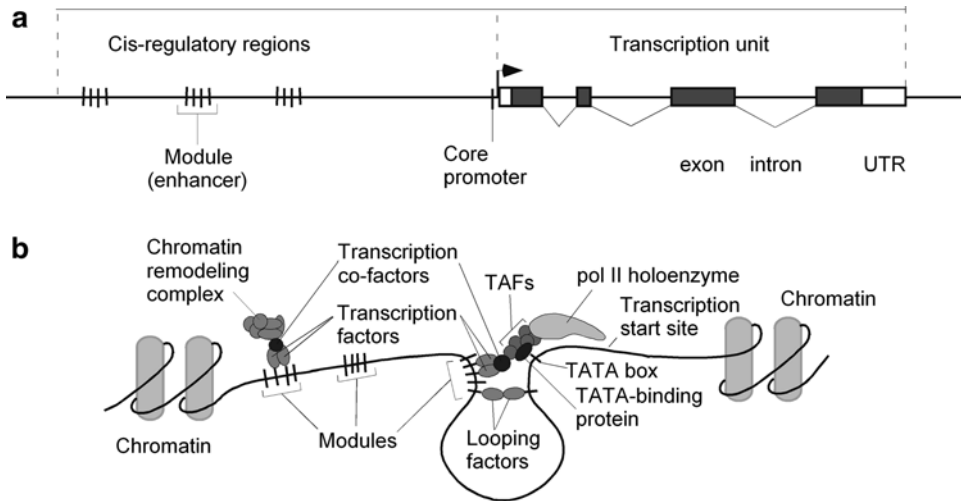 a
Cis-regulatory regions
Transcription unit
Module
(enhancer)
Core
promoter
exon
intron
UTR
b
Chromatin
remodeling
complex
Transcription
co-factors
Transcription
factors
TAFs
pol II holoenzyme
Transcription
start site
Chromatin
TATA box
TATA-binding
protein
Chromatin
Modules
Looping
factors